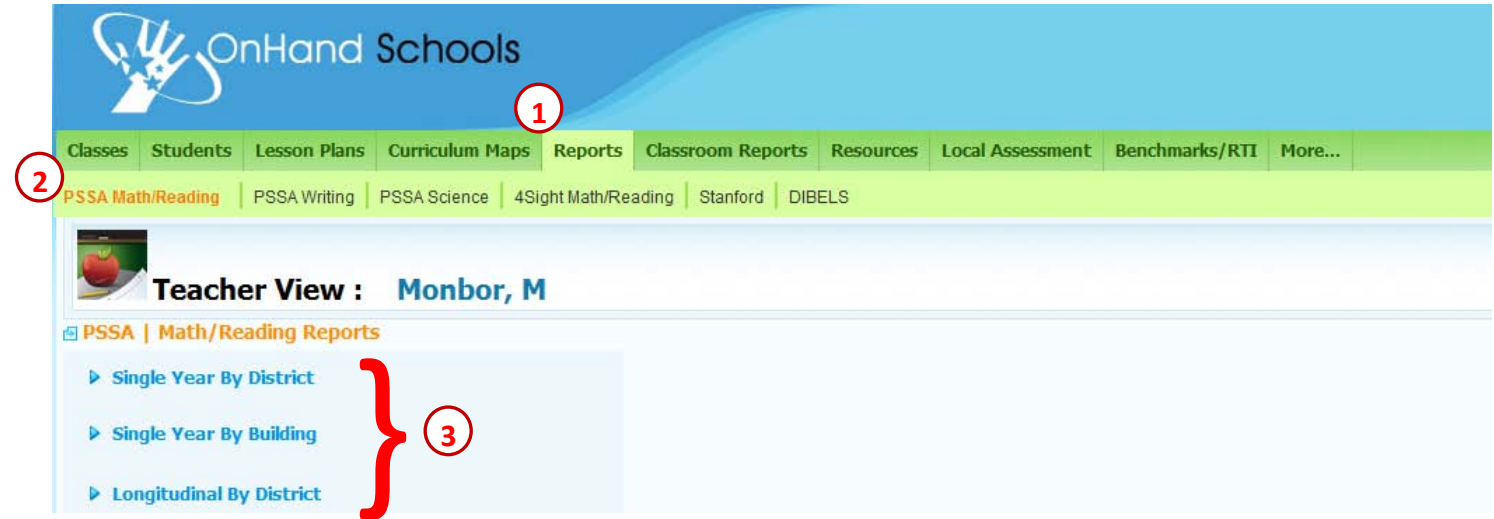 OnHand Schools
1
Classes Students Lesson Plans Curriculum Maps Reports Classroom Reports Resources Local Assessment Benchmarks/RTI More...
2
PSSA Math/Reading PSSA Writing PSSA Science 4Sight Math/Reading Stanford DIBELS
Teacher View : Monbor, M
PSSA | Math/Reading Reports
Single Year By District
Single Year By Building
3
Longitudinal By District